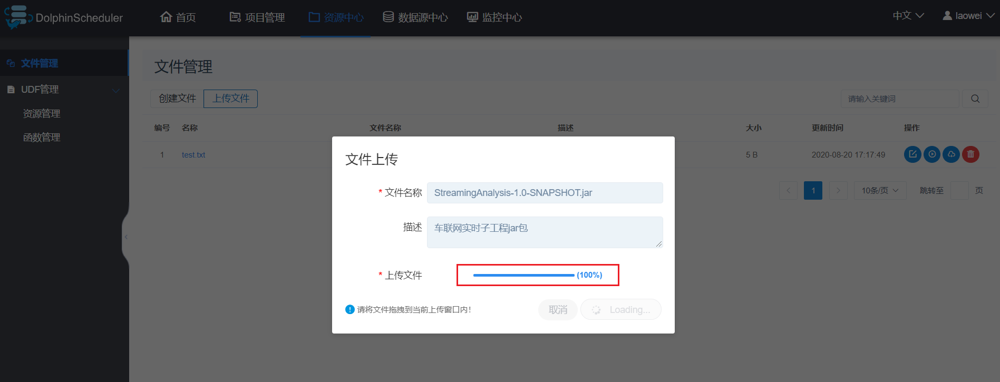 DolphinScheduler 首页 项目管理 资源中心 数据源中心 监控中心 中文 laowei
文件管理
UDF管理
资源管理
函数管理
文件管理
创建文件 上传文件 请输入关键词
编号 名称 文件名称 描述 大小 更新时间 操作
1 test.txt 5 B 2020-08-20 17:17:49
1 10条/页 跳转至 页
文件上传
* 文件名称 StreamingAnalysis-1.0-SNAPSHOT.jar
描述 车联网实时子工程jar包
* 上传文件 (100%)
请将文件拖拽到当前上传窗口内! 取消 Loading...